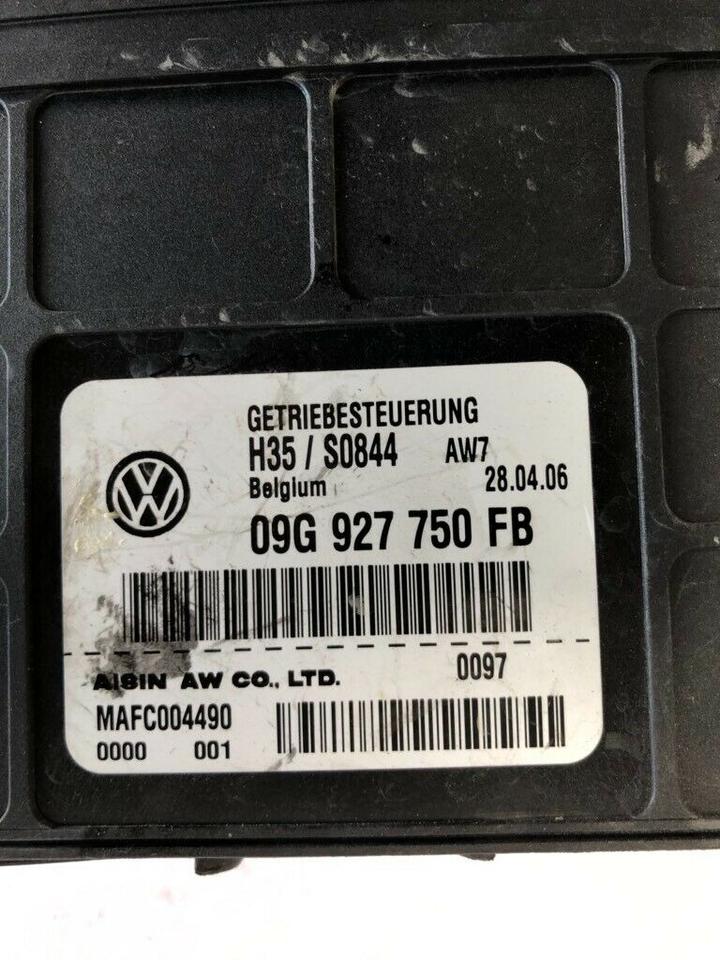 GETRIEBESTEUERUNG
H35 / S0844 AW7
Belgium 28.04.06
09G 927 750 FB
AISIN AW CO., LTD. 0097
MAFC004490
0000 001